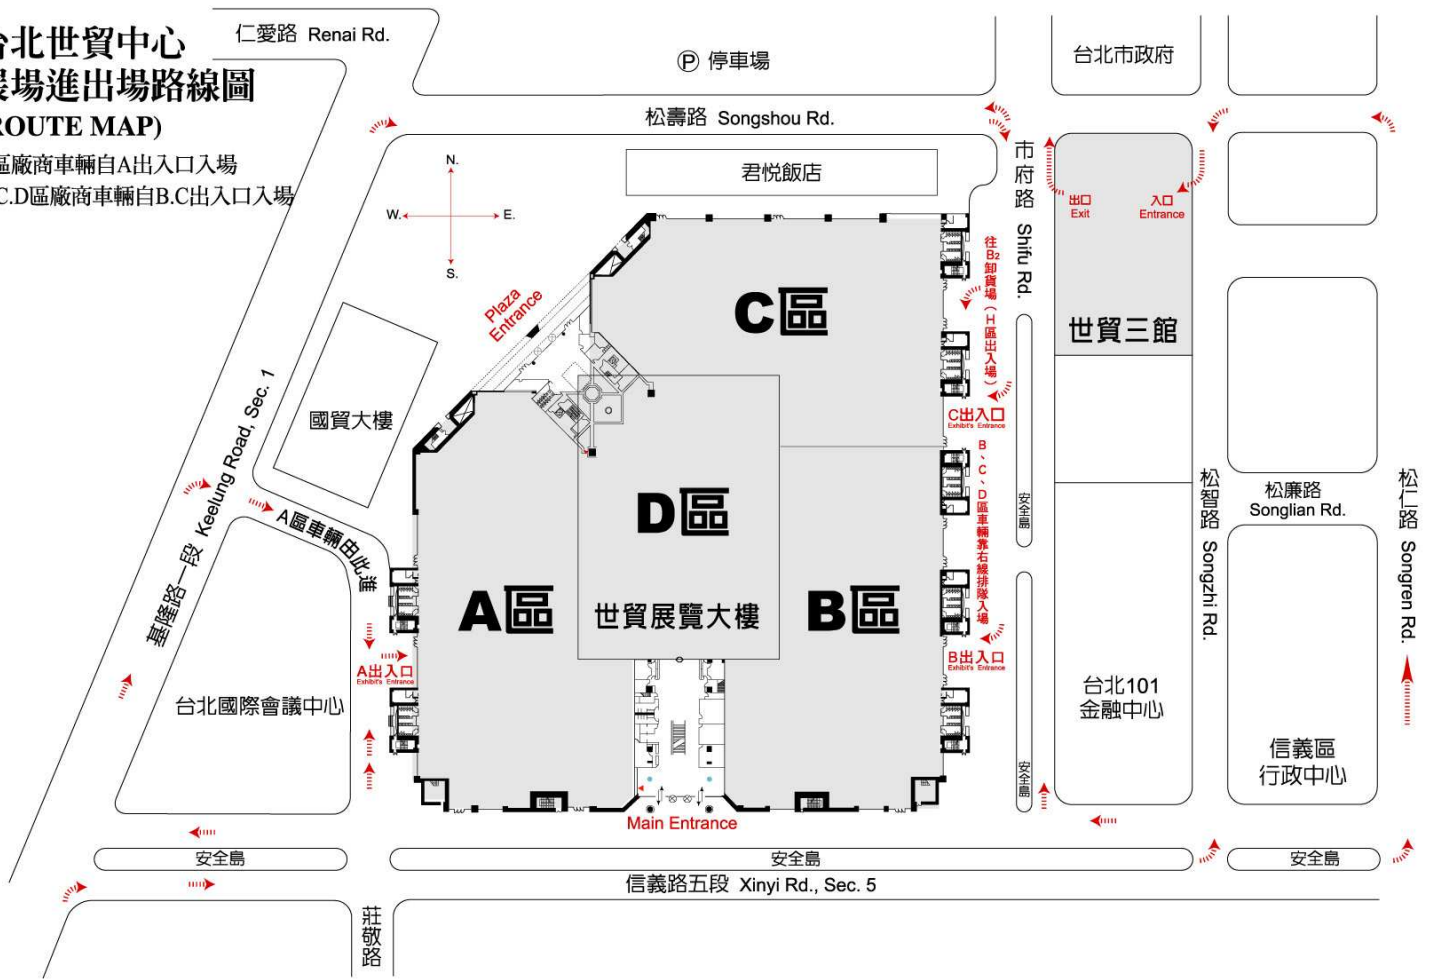 台北世貿中心
展場進出場路線圖
ROUTE MAP)
區廠商車輛自A出入口入場
.C.D區廠商車輛自B.C出入口入場
仁愛路 Renai Rd.
Ⓟ 停車場
台北市政府
松壽路 Songshou Rd.
君悦飯店
N.
W.
E.
S.
市府路 Shifu Rd.
出口
Exit
入口
Entrance
往B2卸貨場（H區出入場）
Plaza
Entrance
C區
世貿三館
國貿大樓
基隆路一段 Keelung Road, Sec. 1
C出入口
Exhibit's Entrance
B、C、D區車輛靠右線排隊入場
安全島
A區車輛由此進
D區
世貿展覽大樓
A區
B區
松智路 Songzhi Rd.
松廉路
Songlian Rd.
松仁路 Songren Rd.
A出入口
Exhibit's Entrance
B出入口
Exhibit's Entrance
台北國際會議中心
台北101
金融中心
信義區
行政中心
安全島
Main Entrance
安全島
安全島
安全島
信義路五段 Xinyi Rd., Sec. 5
莊敬路